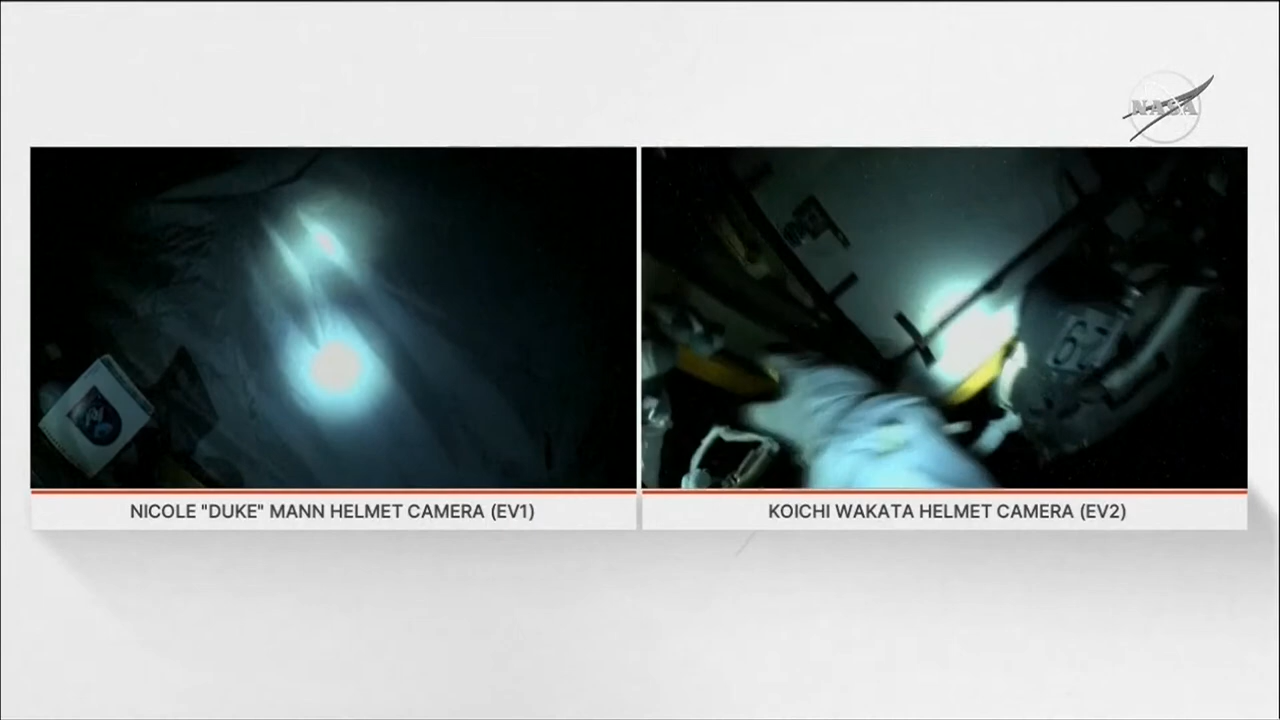 NASA
NICOLE "DUKE" MANN HELMET CAMERA (EV1)
KOICHI WAKATA HELMET CAMERA (EV2)